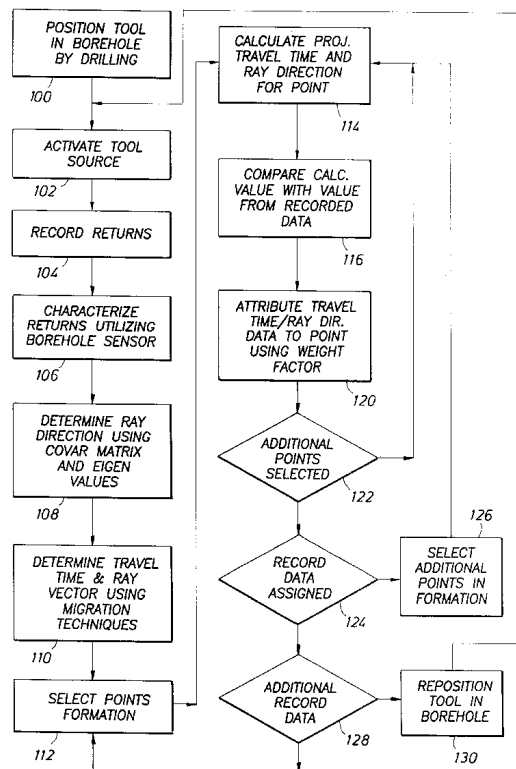 POSITION TOOL
IN BOREHOLE
BY DRILLING
100
ACTIVATE TOOL
SOURCE
102
RECORD RETURNS
104
CHARACTERIZE
RETURNS UTILIZING
BOREHOLE SENSOR
106
DETERMINE RAY
DIRECTION USING
COVAR MATRIX
AND EIGEN
VALUES
108
DETERMINE TRAVEL
TIME & RAY
VECTOR USING
MIGRATION
TECHNIQUES
110
SELECT POINTS
FORMATION
112
CALCULATE PROJ.
TRAVEL TIME AND
RAY DIRECTION
FOR POINT
114
COMPARE CALC.
VALUE WITH VALUE
FROM RECORDED
DATA
116
ATTRIBUTE TRAVEL
TIME/RAY DIR.
DATA TO POINT
USING WEIGHT
FACTOR
120
ADDITIONAL
POINTS
SELECTED
122
RECORD
DATA
ASSIGNED
124
126
SELECT
ADDITIONAL
POINTS IN
FORMATION
ADDITIONAL
RECORD
DATA
128
REPOSITION
TOOL IN
BOREHOLE
130